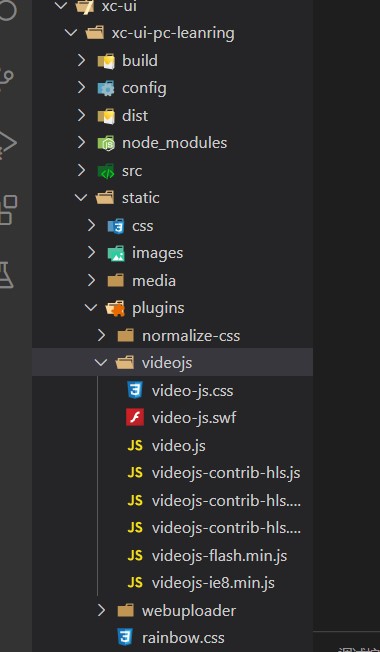 xc-ui
xc-ui-pc-leanring
build
config
dist
node_modules
src
static
css
images
media
plugins
normalize-css
videojs
video-js.css
video-js.swf
JS video.js
JS videojs-contrib-hls.js
JS videojs-contrib-hls....
JS videojs-contrib-hls....
JS videojs-flash.min.js
JS videojs-ie8.min.js
webuploader
rainbow.css